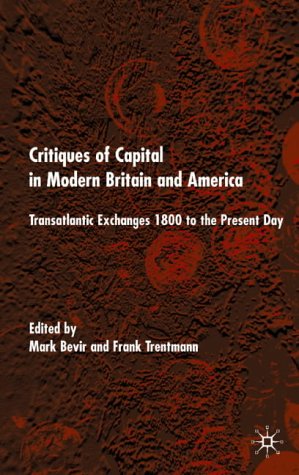 Critiques of Capital
in Modern Britain and America
Transatlantic Exchanges 1800 to the Present Day
Edited by
Mark Bevir and Frank Trentmann